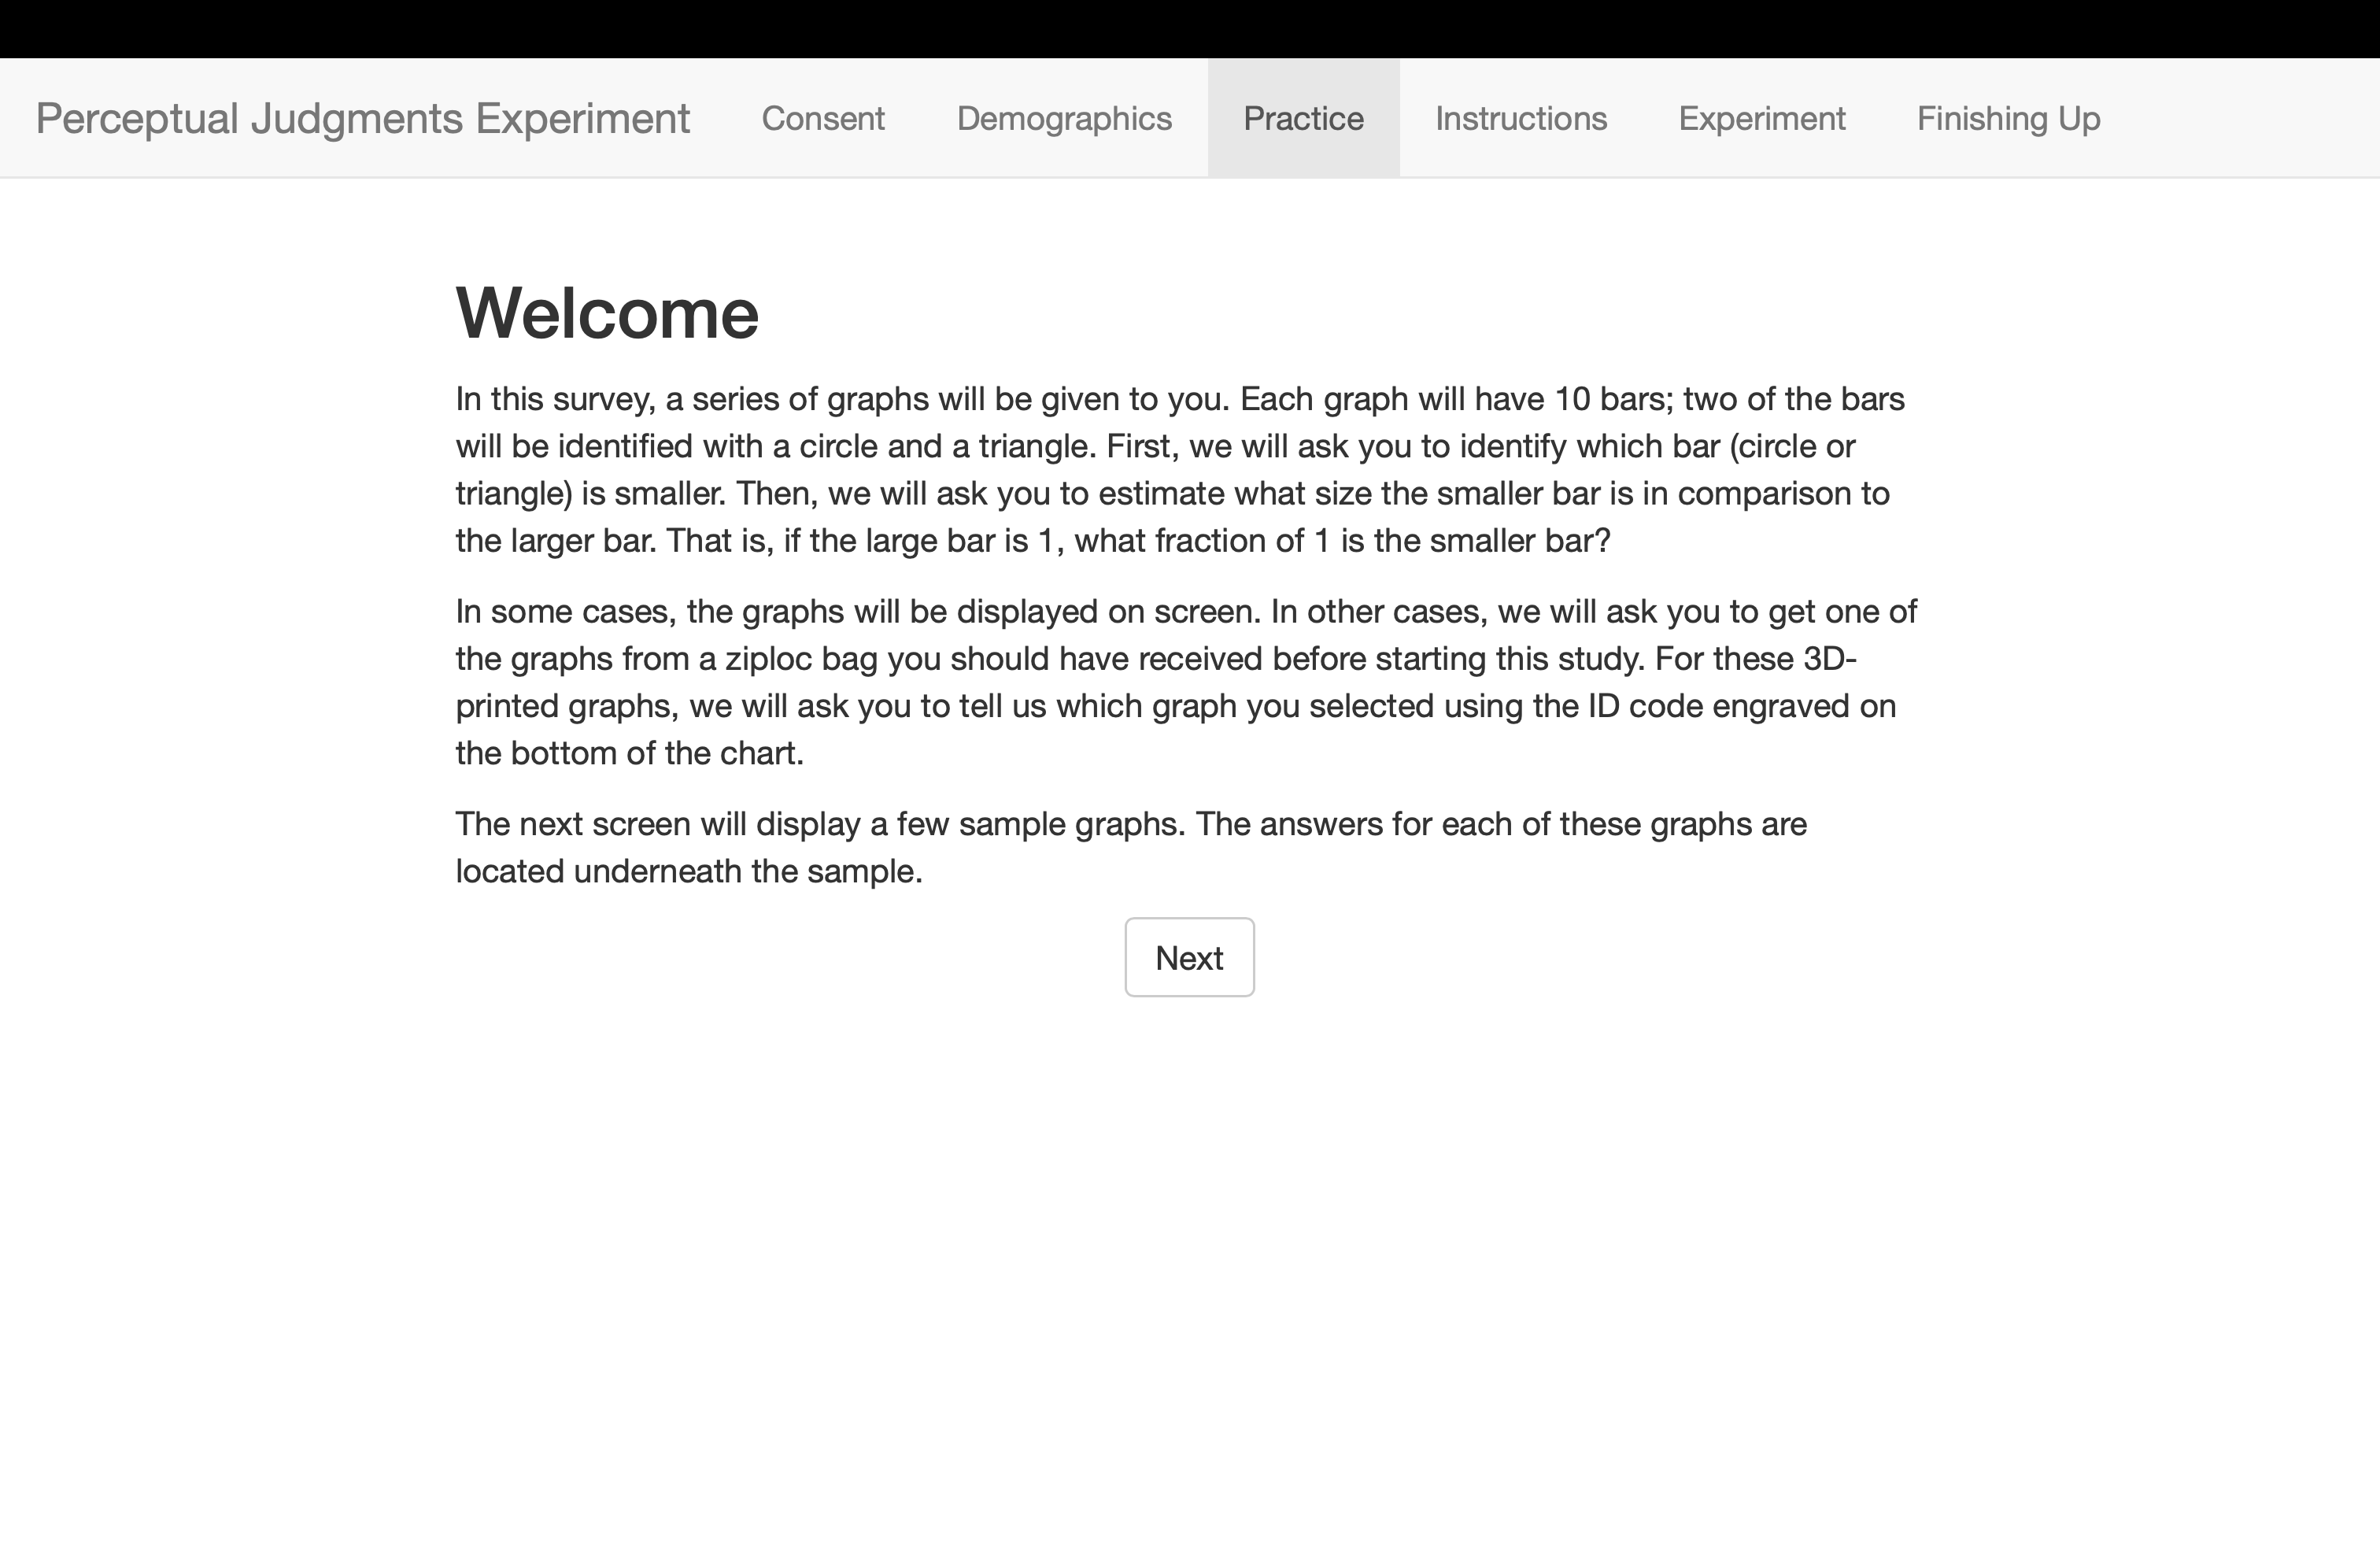 Perceptual Judgments Experiment Consent Demographics Practice Instructions Experiment Finishing Up
Welcome
In this survey, a series of graphs will be given to you. Each graph will have 10 bars; two of the bars
will be identified with a circle and a triangle. First, we will ask you to identify which bar (circle or
triangle) is smaller. Then, we will ask you to estimate what size the smaller bar is in comparison to
the larger bar. That is, if the large bar is 1, what fraction of 1 is the smaller bar?
In some cases, the graphs will be displayed on screen. In other cases, we will ask you to get one of
the graphs from a ziploc bag you should have received before starting this study. For these 3D-
printed graphs, we will ask you to tell us which graph you selected using the ID code engraved on
the bottom of the chart.
The next screen will display a few sample graphs. The answers for each of these graphs are
located underneath the sample.
Next